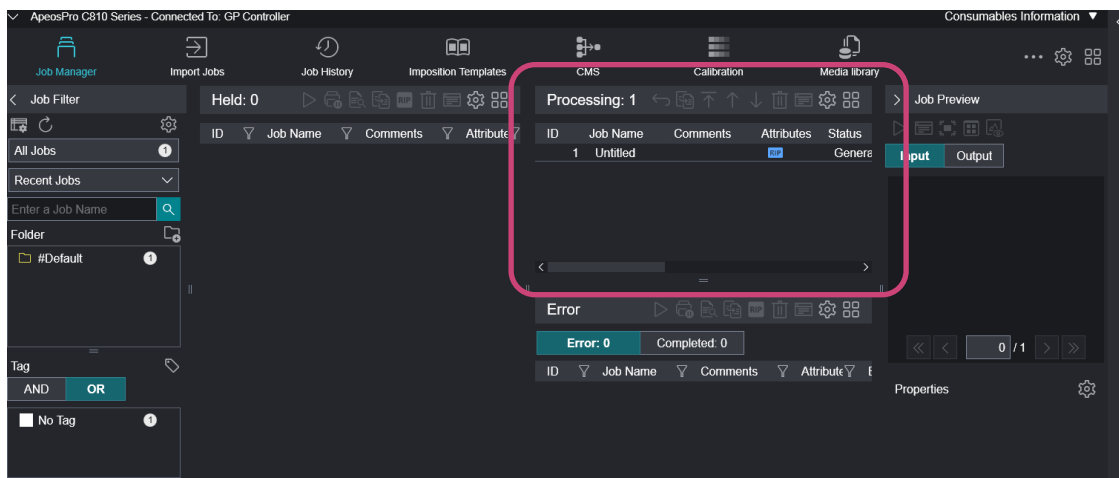 ApeosPro C810 Series - Connected To: GP Controller
Consumables Information ▼
Job Manager
Import Jobs
Job History
Imposition Templates
CMS
Calibration
Media library
Job Filter
All Jobs 1
Recent Jobs
Enter a Job Name
Folder
#Default 1
Tag
AND OR
No Tag 1
Held: 0
RIP
ID Job Name Comments Attribute
Processing: 1
ID Job Name Comments Attributes Status
1 Untitled RIP Genera
Error
RIP
Error: 0 Completed: 0
ID Job Name Comments Attribute E
Job Preview
Input Output
0 / 1
Properties